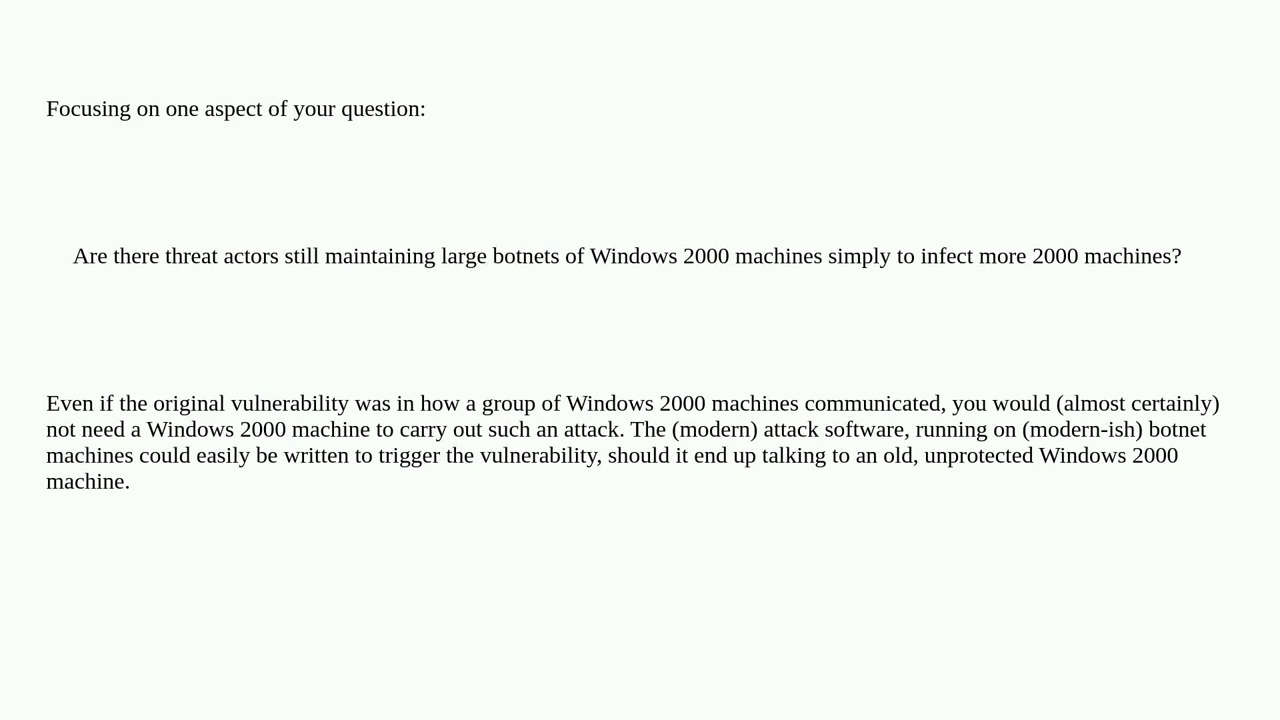 Focusing on one aspect of your question:
Are there threat actors still maintaining large botnets of Windows 2000 machines simply to infect more 2000 machines?
Even if the original vulnerability was in how a group of Windows 2000 machines communicated, you would (almost certainly)
not need a Windows 2000 machine to carry out such an attack. The (modern) attack software, running on (modern-ish) botnet
machines could easily be written to trigger the vulnerability, should it end up talking to an old, unprotected Windows 2000
machine.